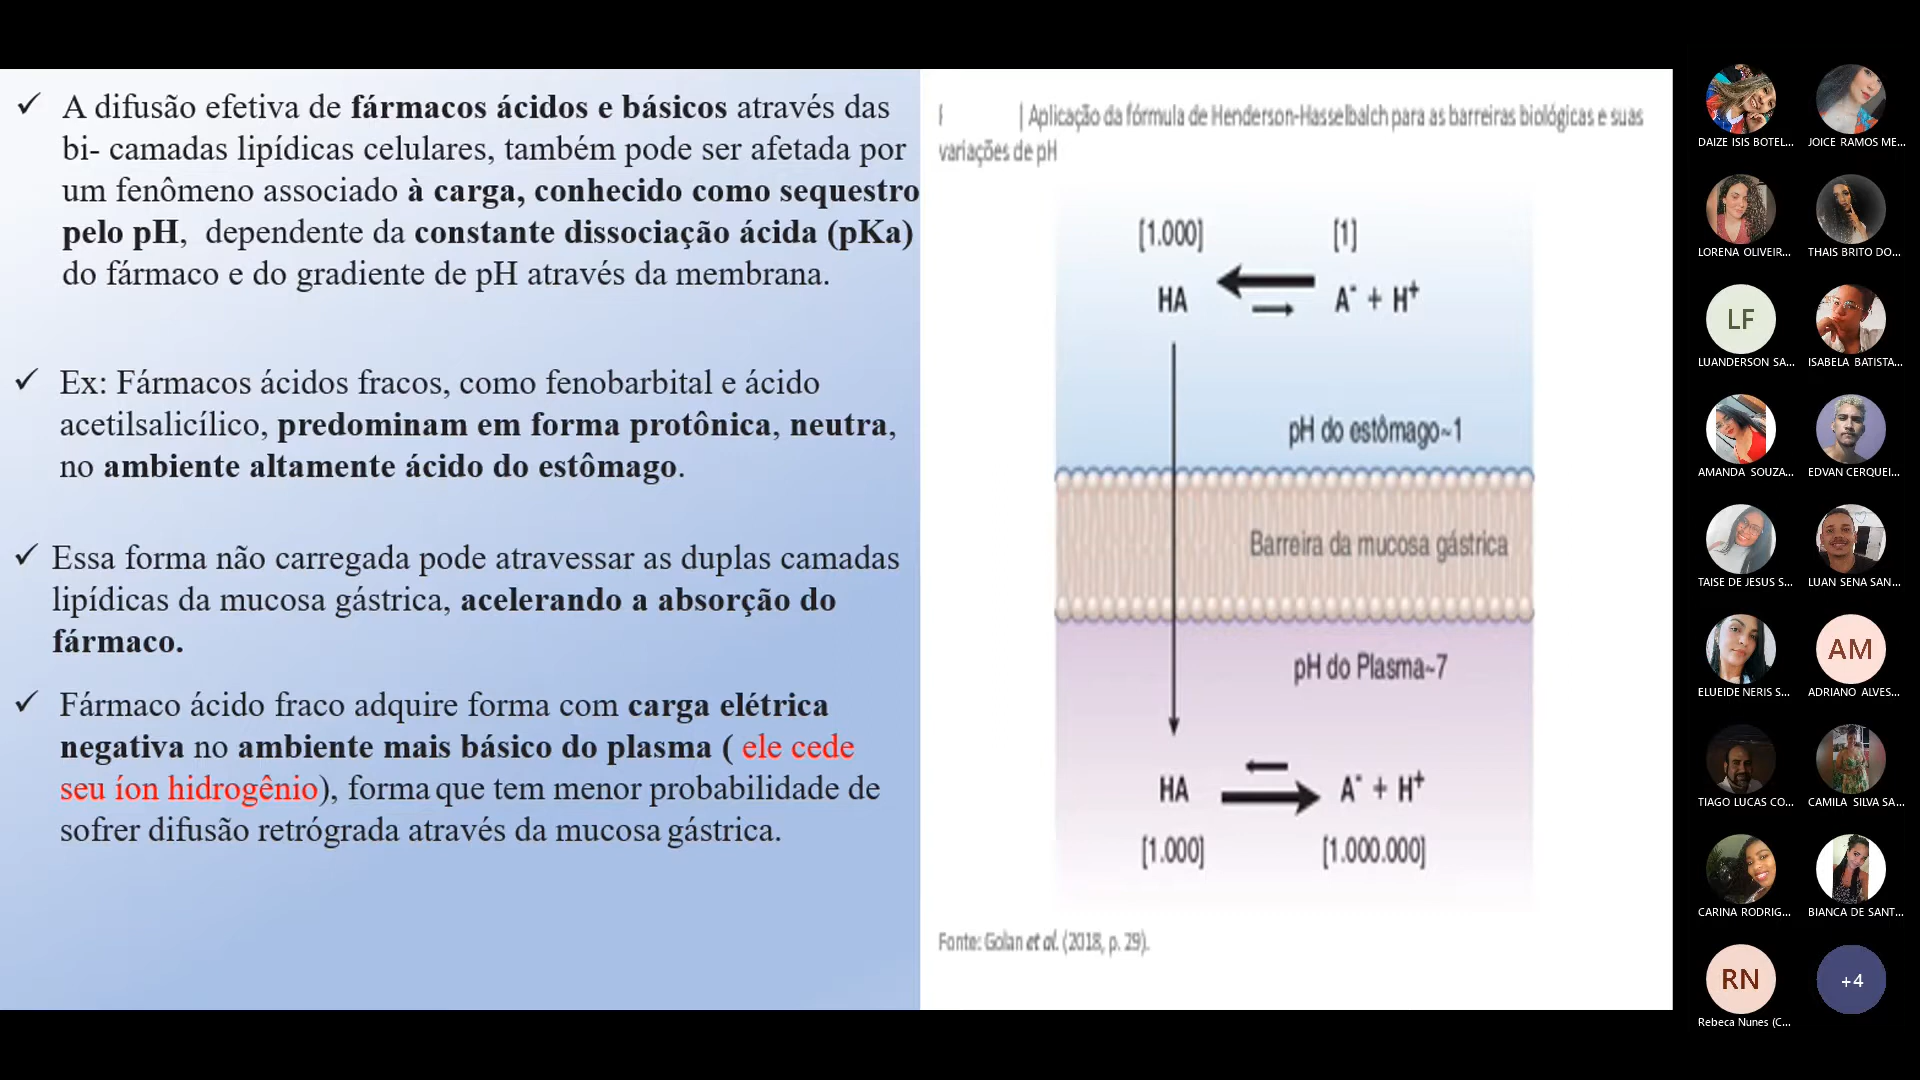 ✓ A difusão efetiva de fármacos ácidos e básicos através das
bi- camadas lipídicas celulares, também pode ser afetada por
um fenômeno associado à carga, conhecido como sequestro
pelo pH, dependente da constante dissociação ácida (pKa)
do fármaco e do gradiente de pH através da membrana.
✓ Ex: Fármacos ácidos fracos, como fenobarbital e ácido
acetilsalicílico, predominam em forma protônica, neutra,
no ambiente altamente ácido do estômago.
✓ Essa forma não carregada pode atravessar as duplas camadas
lipídicas da mucosa gástrica, acelerando a absorção do
fármaco.
✓ Fármaco ácido fraco adquire forma com carga elétrica
negativa no ambiente mais básico do plasma ( ele cede
seu íon hidrogênio), forma que tem menor probabilidade de
sofrer difusão retrógrada através da mucosa gástrica.
| Aplicação da fórmula de Henderson-Hasselbalch para as barreiras biológicas e suas
variações de pH
[1.000] [1]
HA A⁻ + H⁺
pH do estômago~1
Barreira da mucosa gástrica
pH do Plasma~7
HA A⁻ + H⁺
[1.000] [1.000.000]
Fonte: Golan et al. (2018, p. 29).
DAIZE ISIS BOTEL... JOICE RAMOS ME...
LORENA OLIVEIR... THAIS BRITO DO...
LF
LUANDERSON SA... ISABELA BATISTA...
AMANDA SOUZA... EDVAN CERQUEI...
TAISE DE JESUS S... LUAN SENA SAN...
AM
ELUEIDE NERIS S... ADRIANO ALVES...
TIAGO LUCAS CO... CAMILA SILVA SA...
CARINA RODRIG... BIANCA DE SANT...
RN +4
Rebeca Nunes (C...